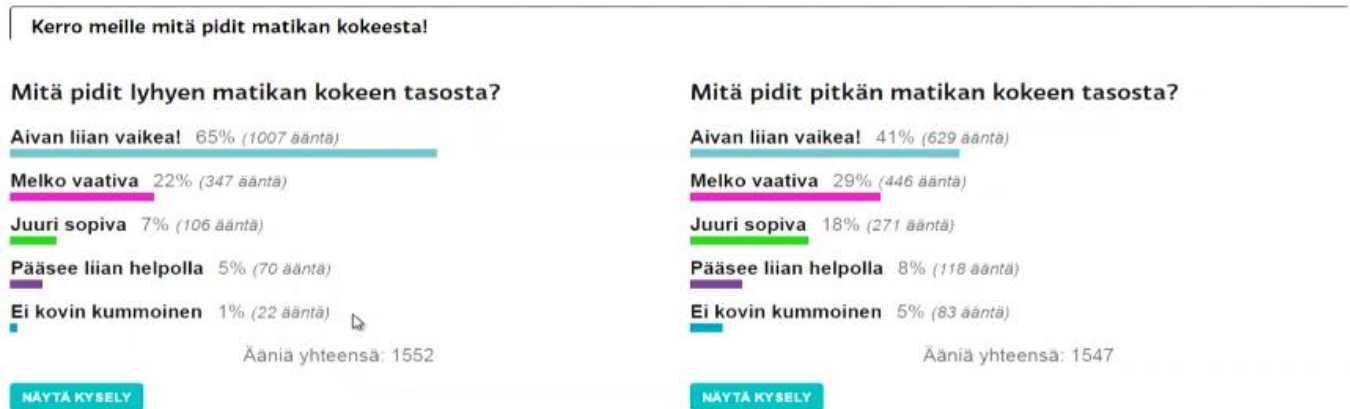 Kerro meille mitä pidit matikan kokeesta!
Mitä pidit lyhyen matikan kokeen tasosta?
Aivan liian vaikea! 65% (1007 ääntä)
Melko vaativa 22% (347 ääntä)
Juuri sopiva 7% (106 ääntä)
Pääsee liian helpolla 5% (70 ääntä)
Ei kovin kummoinen 1% (22 ääntä)
Ääniä yhteensä: 1552
NÄYTÄ KYSELY
Mitä pidit pitkän matikan kokeen tasosta?
Aivan liian vaikea! 41% (629 ääntä)
Melko vaativa 29% (446 ääntä)
Juuri sopiva 18% (271 ääntä)
Pääsee liian helpolla 8% (118 ääntä)
Ei kovin kummoinen 5% (83 ääntä)
Ääniä yhteensä: 1547
NÄYTÄ KYSELY